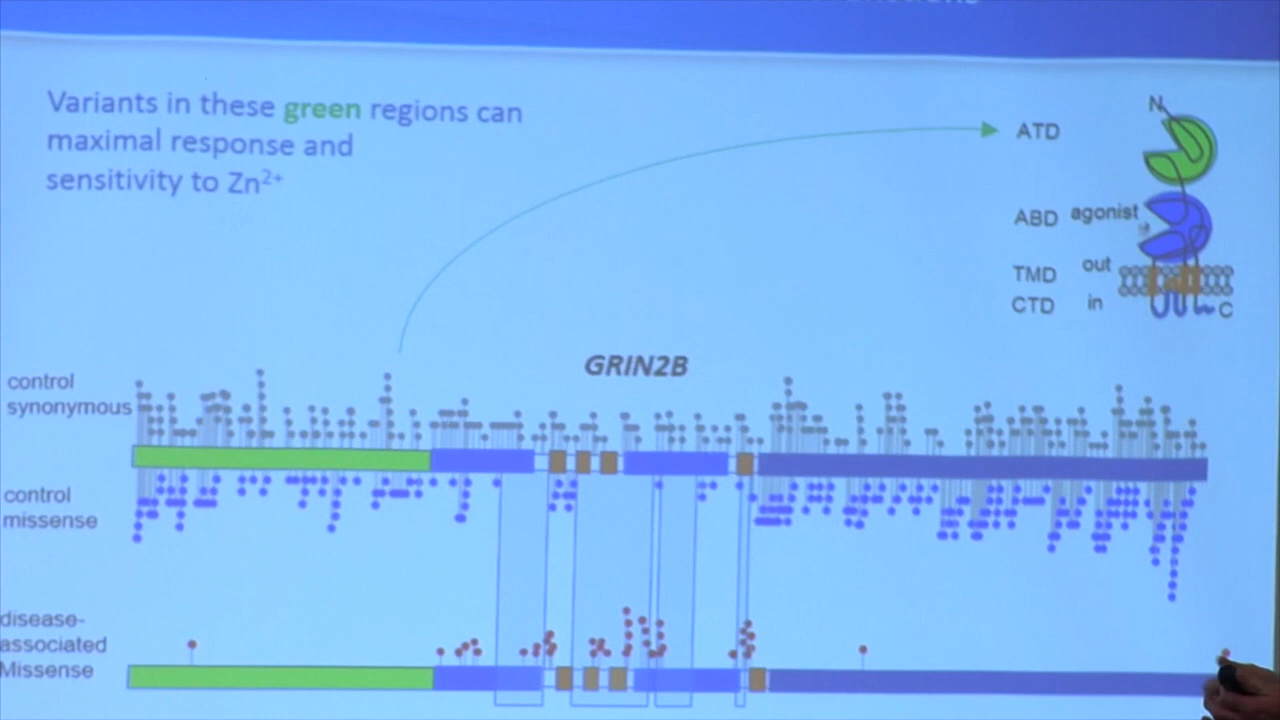 Variants in these green regions can
maximal response and
sensitivity to Zn²⁺
N
ATD
ABD agonist
TMD out
CTD in
C
GRIN2B
control
synonymous
control
missense
disease-
associated
Missense